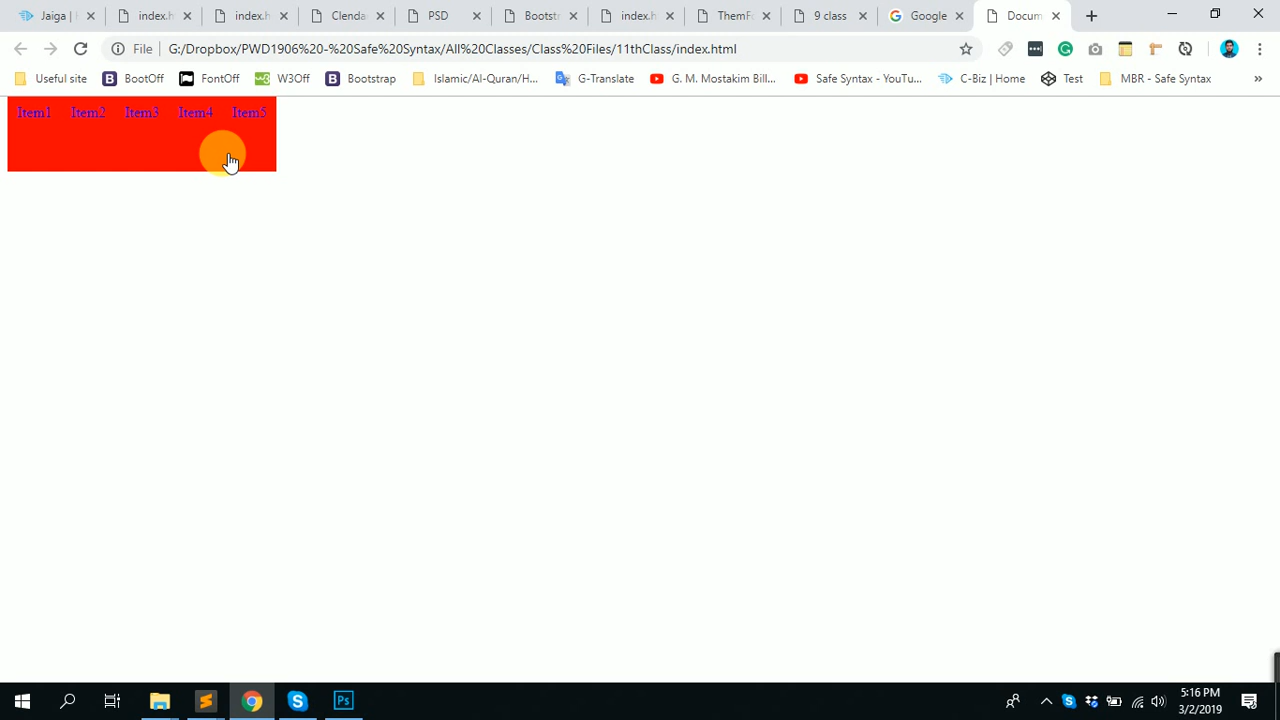 Jaiga
index.h
index.h
Clenda
PSD
Bootst
index.h
ThemFo
9 class
Google
Docum
File
G:/Dropbox/PWD1906%20-%20Safe%20Syntax/All%20Classes/Class%20Files/11thClass/index.html
Useful site
BootOff
FontOff
W3Off
Bootstrap
Islamic/Al-Quran/H...
G-Translate
G. M. Mostakim Bill...
Safe Syntax - YouTu...
C-Biz | Home
Test
MBR - Safe Syntax
»
Item1 Item2 Item3 Item4 Item5
Ps
5:16 PM
3/2/2019